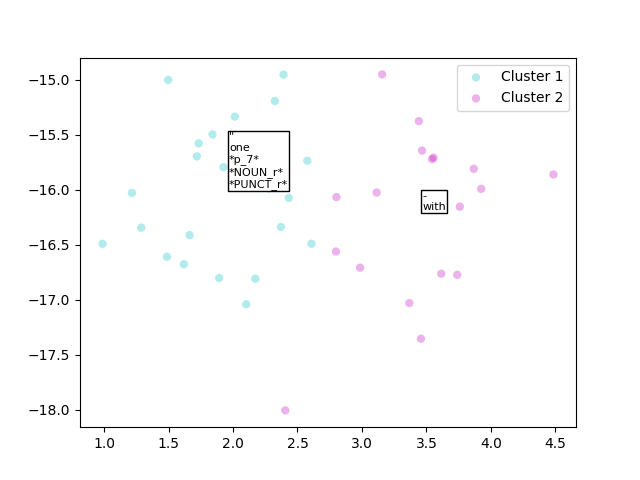 −15.0
−15.5
−16.0
−16.5
−17.0
−17.5
−18.0
1.0 1.5 2.0 2.5 3.0 3.5 4.0 4.5
Cluster 1
Cluster 2
"
one
*p_7*
*NOUN_r*
*PUNCT_r*
-
with